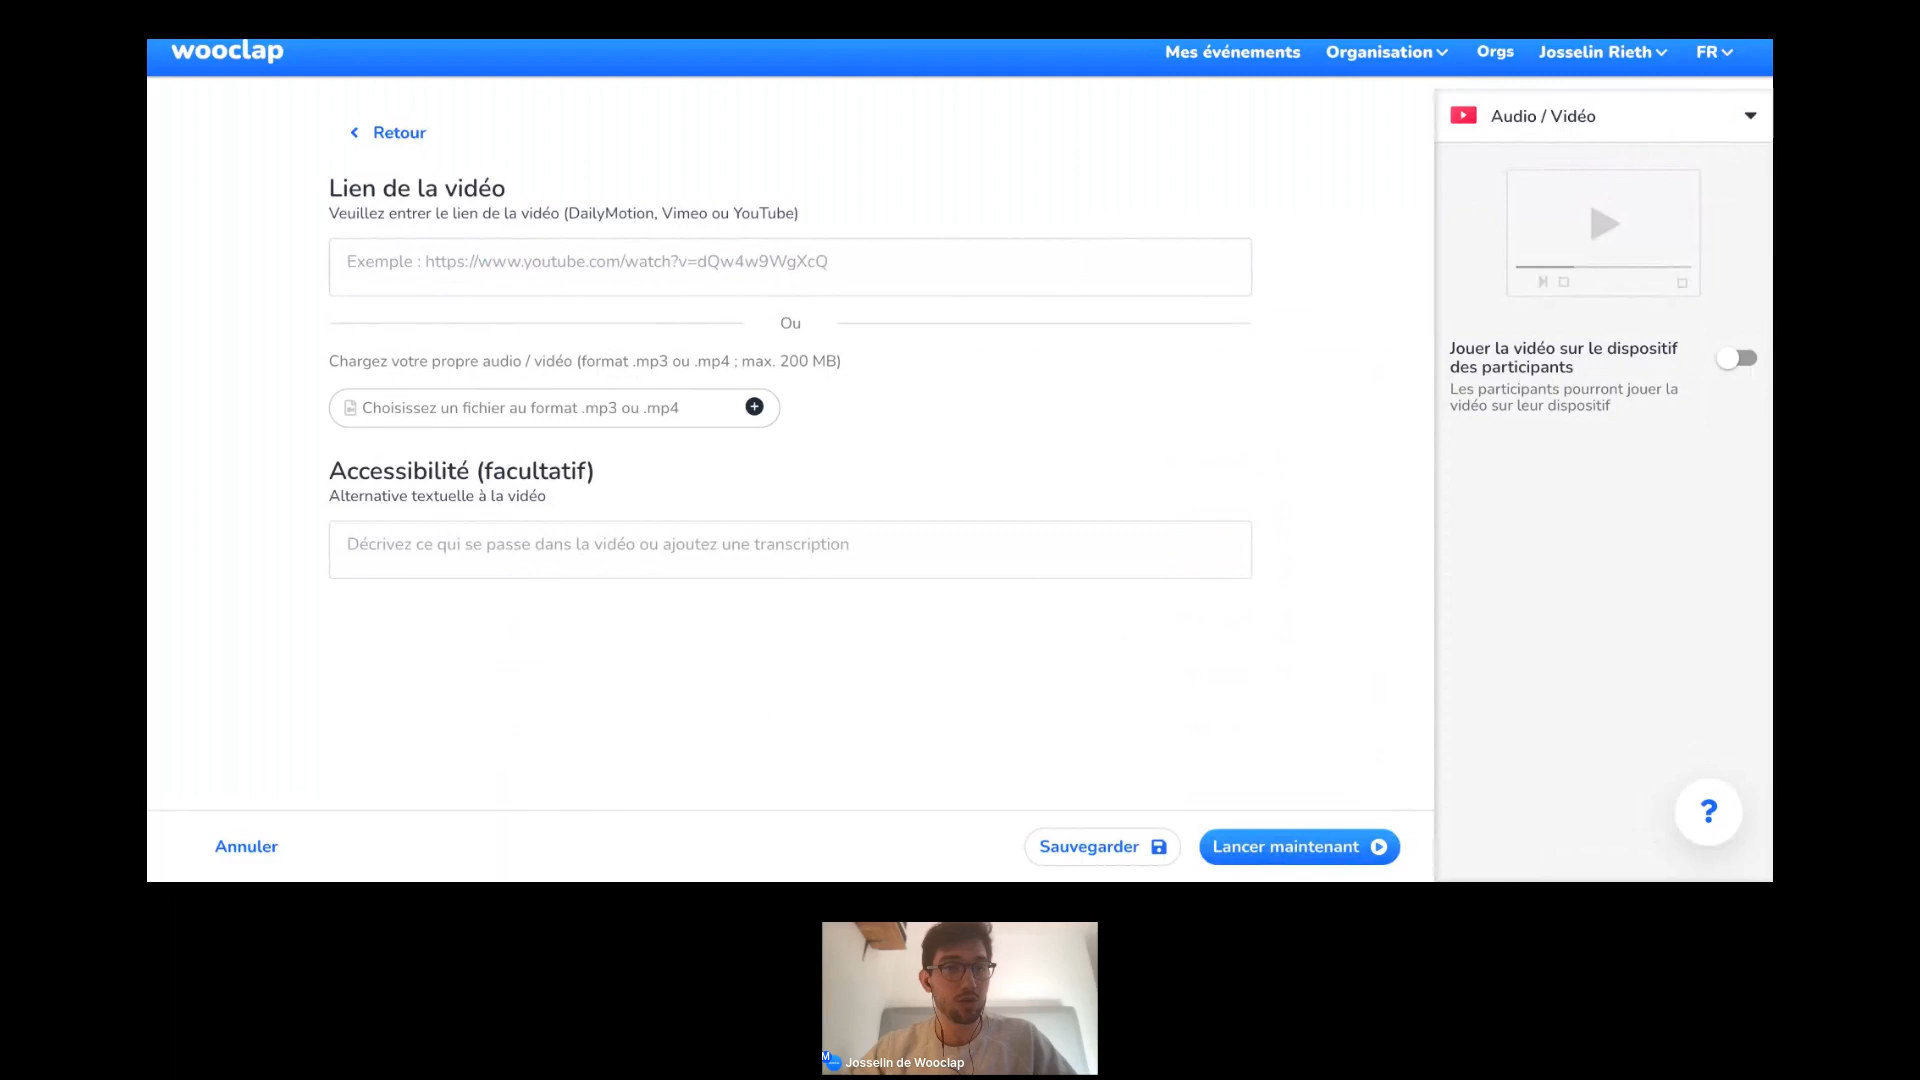 wooclap
Mes événements
Organisation
Orgs
Josselin Rieth
FR
Retour
Lien de la vidéo
Veuillez entrer le lien de la vidéo (DailyMotion, Vimeo ou YouTube)
Exemple : https://www.youtube.com/watch?v=dQw4w9WgXcQ
Ou
Chargez votre propre audio / vidéo (format .mp3 ou .mp4 ; max. 200 MB)
Choisissez un fichier au format .mp3 ou .mp4
Accessibilité (facultatif)
Alternative textuelle à la vidéo
Décrivez ce qui se passe dans la vidéo ou ajoutez une transcription
Audio / Vidéo
Jouer la vidéo sur le dispositif
des participants
Les participants pourront jouer la
vidéo sur leur dispositif
?
Annuler
Sauvegarder
Lancer maintenant
M
Josselin de Wooclap